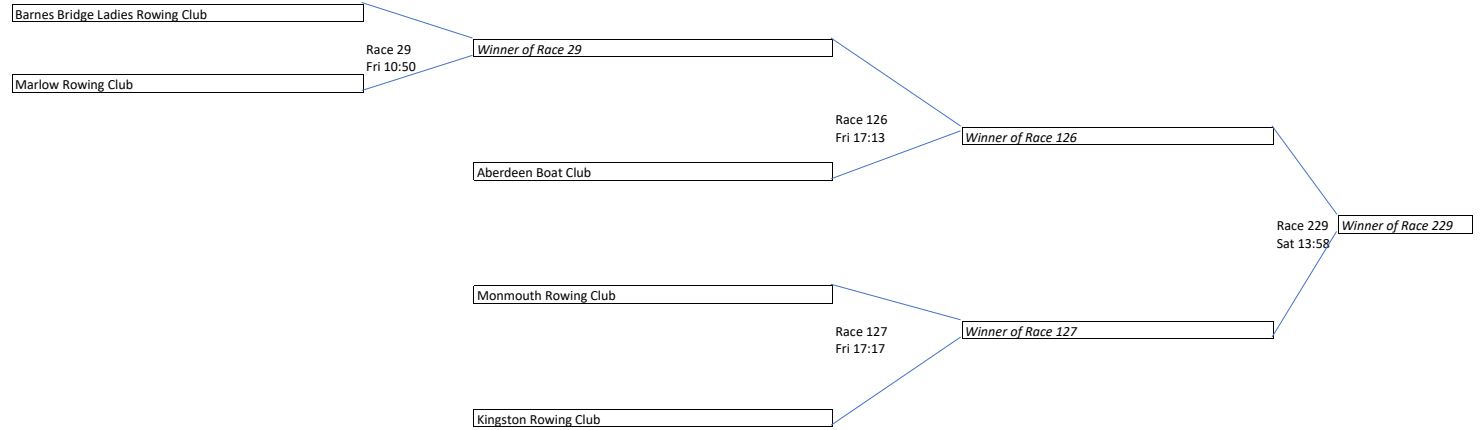 Barnes Bridge Ladies Rowing Club
Race 29
Fri 10:50
Winner of Race 29
Marlow Rowing Club
Race 126
Fri 17:13
Winner of Race 126
Aberdeen Boat Club
Race 229
Sat 13:58
Winner of Race 229
Monmouth Rowing Club
Race 127
Fri 17:17
Winner of Race 127
Kingston Rowing Club